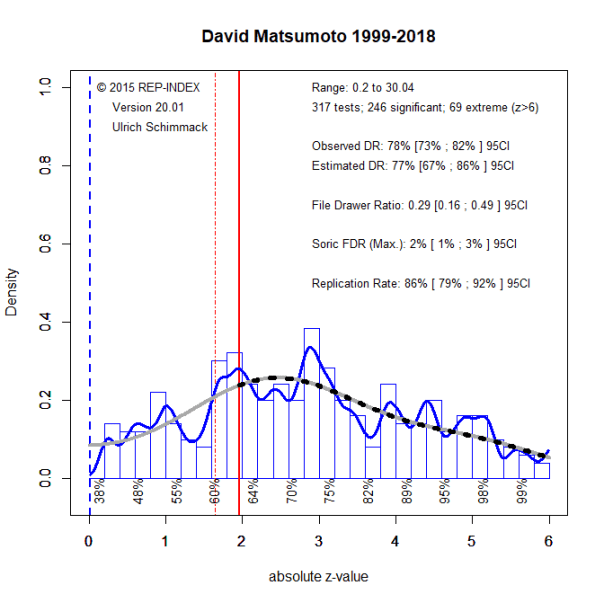 David Matsumoto 1999-2018
© 2015 REP-INDEX
Version 20.01
Ulrich Schimmack
Range: 0.2 to 30.04
317 tests; 246 significant; 69 extreme (z>6)
Observed DR: 78% [73% ; 82% ] 95CI
Estimated DR: 77% [67% ; 86% ] 95CI
File Drawer Ratio: 0.29 [0.16 ; 0.49 ] 95CI
Soric FDR (Max.): 2% [ 1% ; 3% ] 95CI
Replication Rate: 86% [ 79% ; 92% ] 95CI
Density
1.0
0.8
0.6
0.4
0.2
0.0
38% 48% 55% 60% 64% 70% 75% 82% 89% 95% 98% 99%
0 1 2 3 4 5 6
absolute z-value